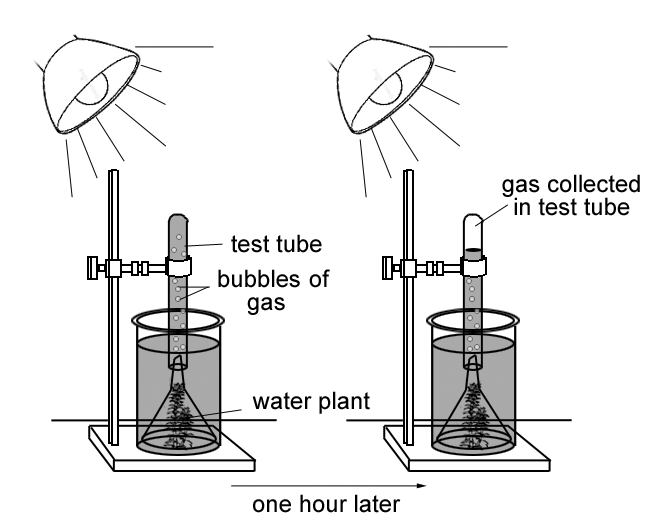 gas collected
in test tube
test tube
bubbles of
gas
water plant
one hour later